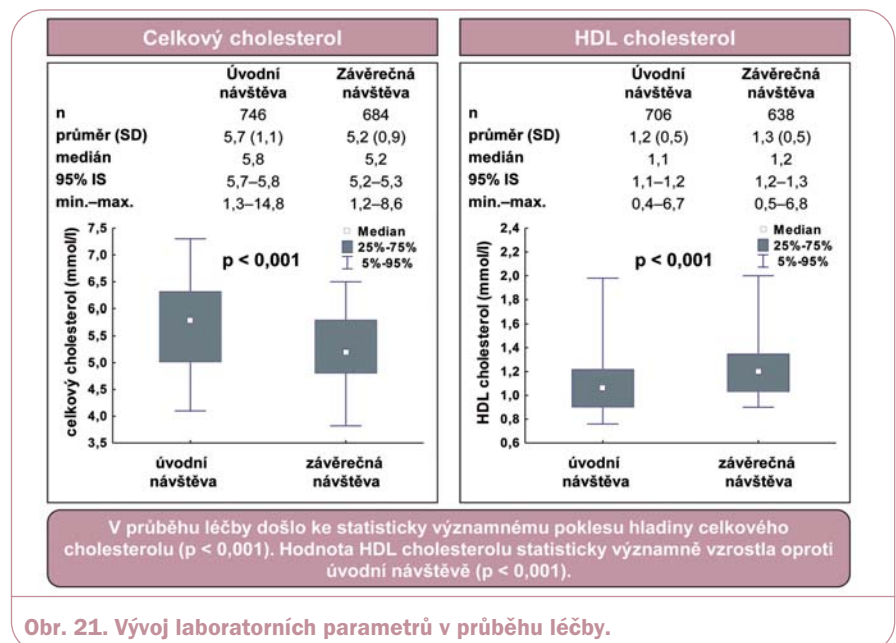 Celkový cholesterol
Úvodní návštěva Závěrečná návštěva
n 746 684
průměr (SD) 5,7 (1,1) 5,2 (0,9)
medián 5,8 5,2
95% IS 5,7–5,8 5,2–5,3
min.–max. 1,3–14,8 1,2–8,6
celkový cholesterol (mmol/l)
7,5
7,0
6,5
6,0
5,5
5,0
4,5
4,0
3,5
p < 0,001
Median
25%-75%
5%-95%
úvodní návštěva
závěrečná návštěva
HDL cholesterol
Úvodní návštěva Závěrečná návštěva
n 706 638
průměr (SD) 1,2 (0,5) 1,3 (0,5)
medián 1,1 1,2
95% IS 1,1–1,2 1,2–1,3
min.–max. 0,4–6,7 0,5–6,8
HDL cholesterol (mmol/l)
2,4
2,2
2,0
1,8
1,6
1,4
1,2
1,0
0,8
0,6
p < 0,001
Median
25%-75%
5%-95%
úvodní návštěva
závěrečná návštěva
V průběhu léčby došlo ke statisticky významnému poklesu hladiny celkového
cholesterolu (p < 0,001). Hodnota HDL cholesterolu statisticky významně vzrostla oproti
úvodní návštěvě (p < 0,001).
Obr. 21. Vývoj laboratorních parametrů v průběhu léčby.